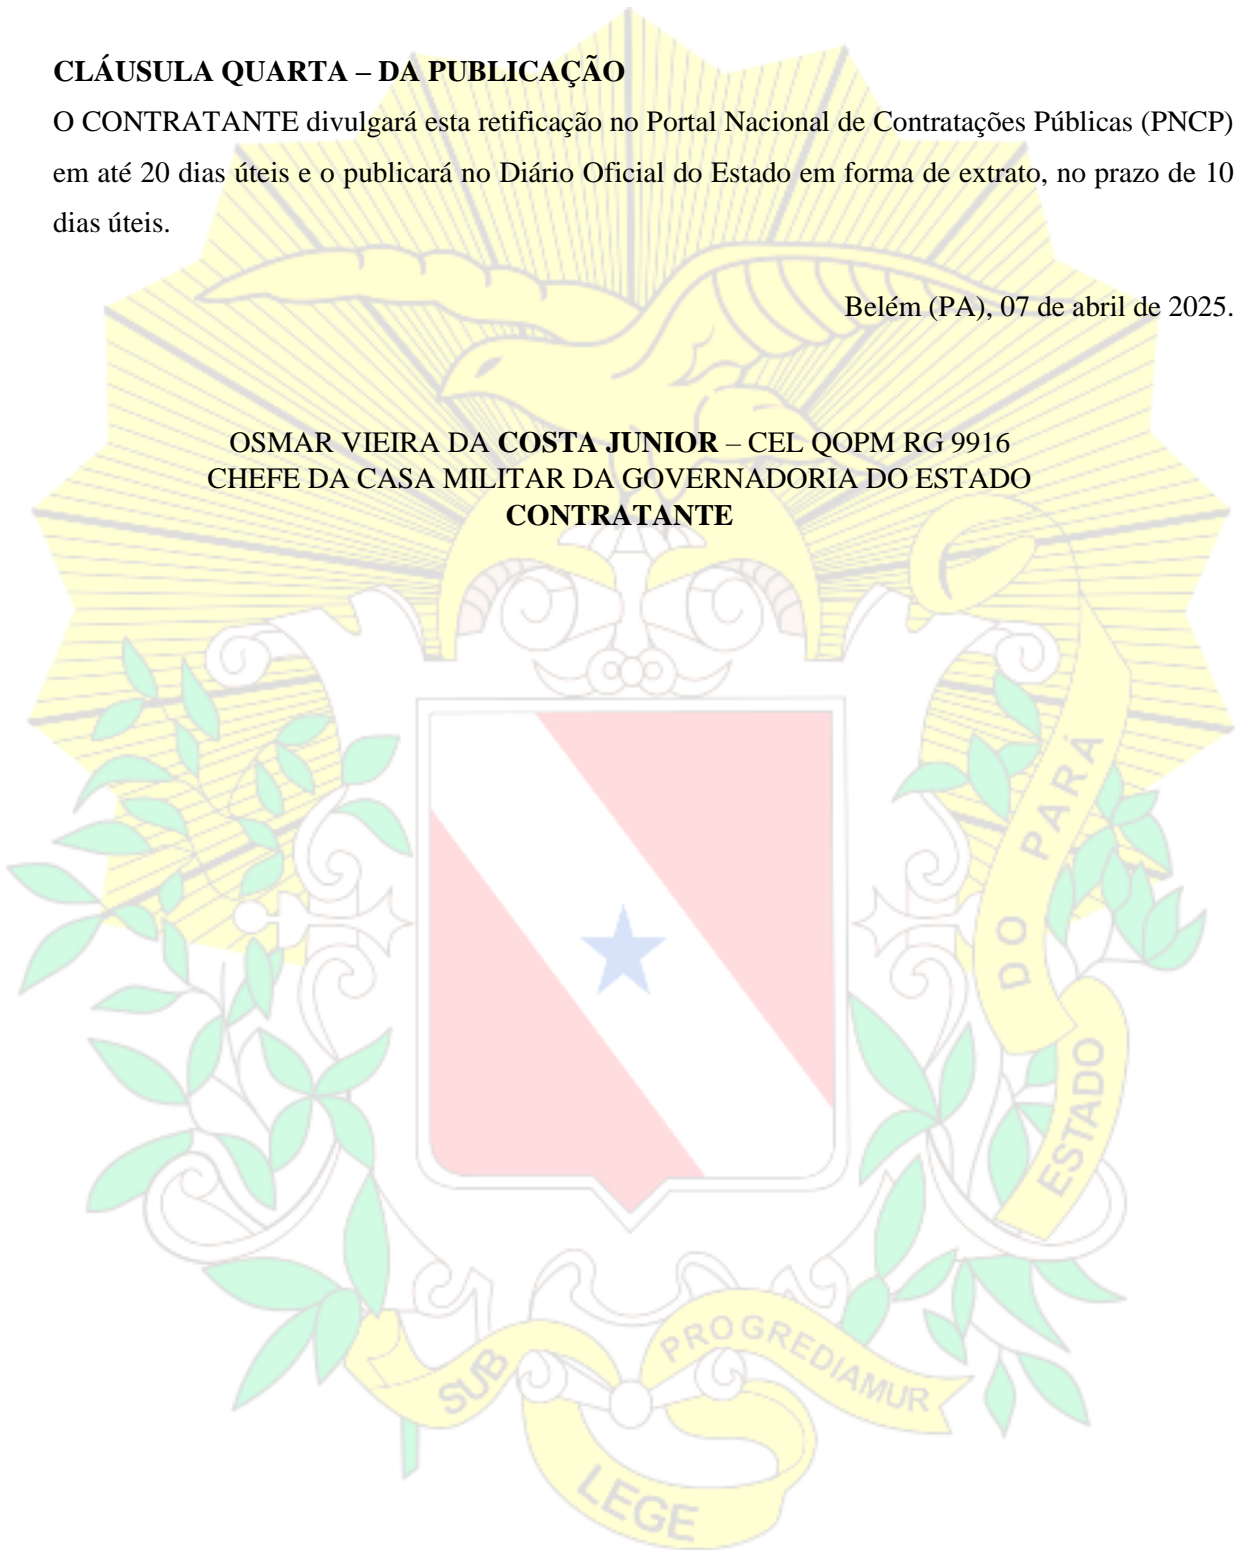 CLÁUSULA QUARTA – DA PUBLICAÇÃO
O CONTRATANTE divulgará esta retificação no Portal Nacional de Contratações Públicas (PNCP)
em até 20 dias úteis e o publicará no Diário Oficial do Estado em forma de extrato, no prazo de 10
dias úteis.
Belém (PA), 07 de abril de 2025.
OSMAR VIEIRA DA COSTA JUNIOR – CEL QOPM RG 9916
CHEFE DA CASA MILITAR DA GOVERNADORIA DO ESTADO
CONTRATANTE
ESTADO DO PARÁ
SUB LEGE PROGREDIAMUR